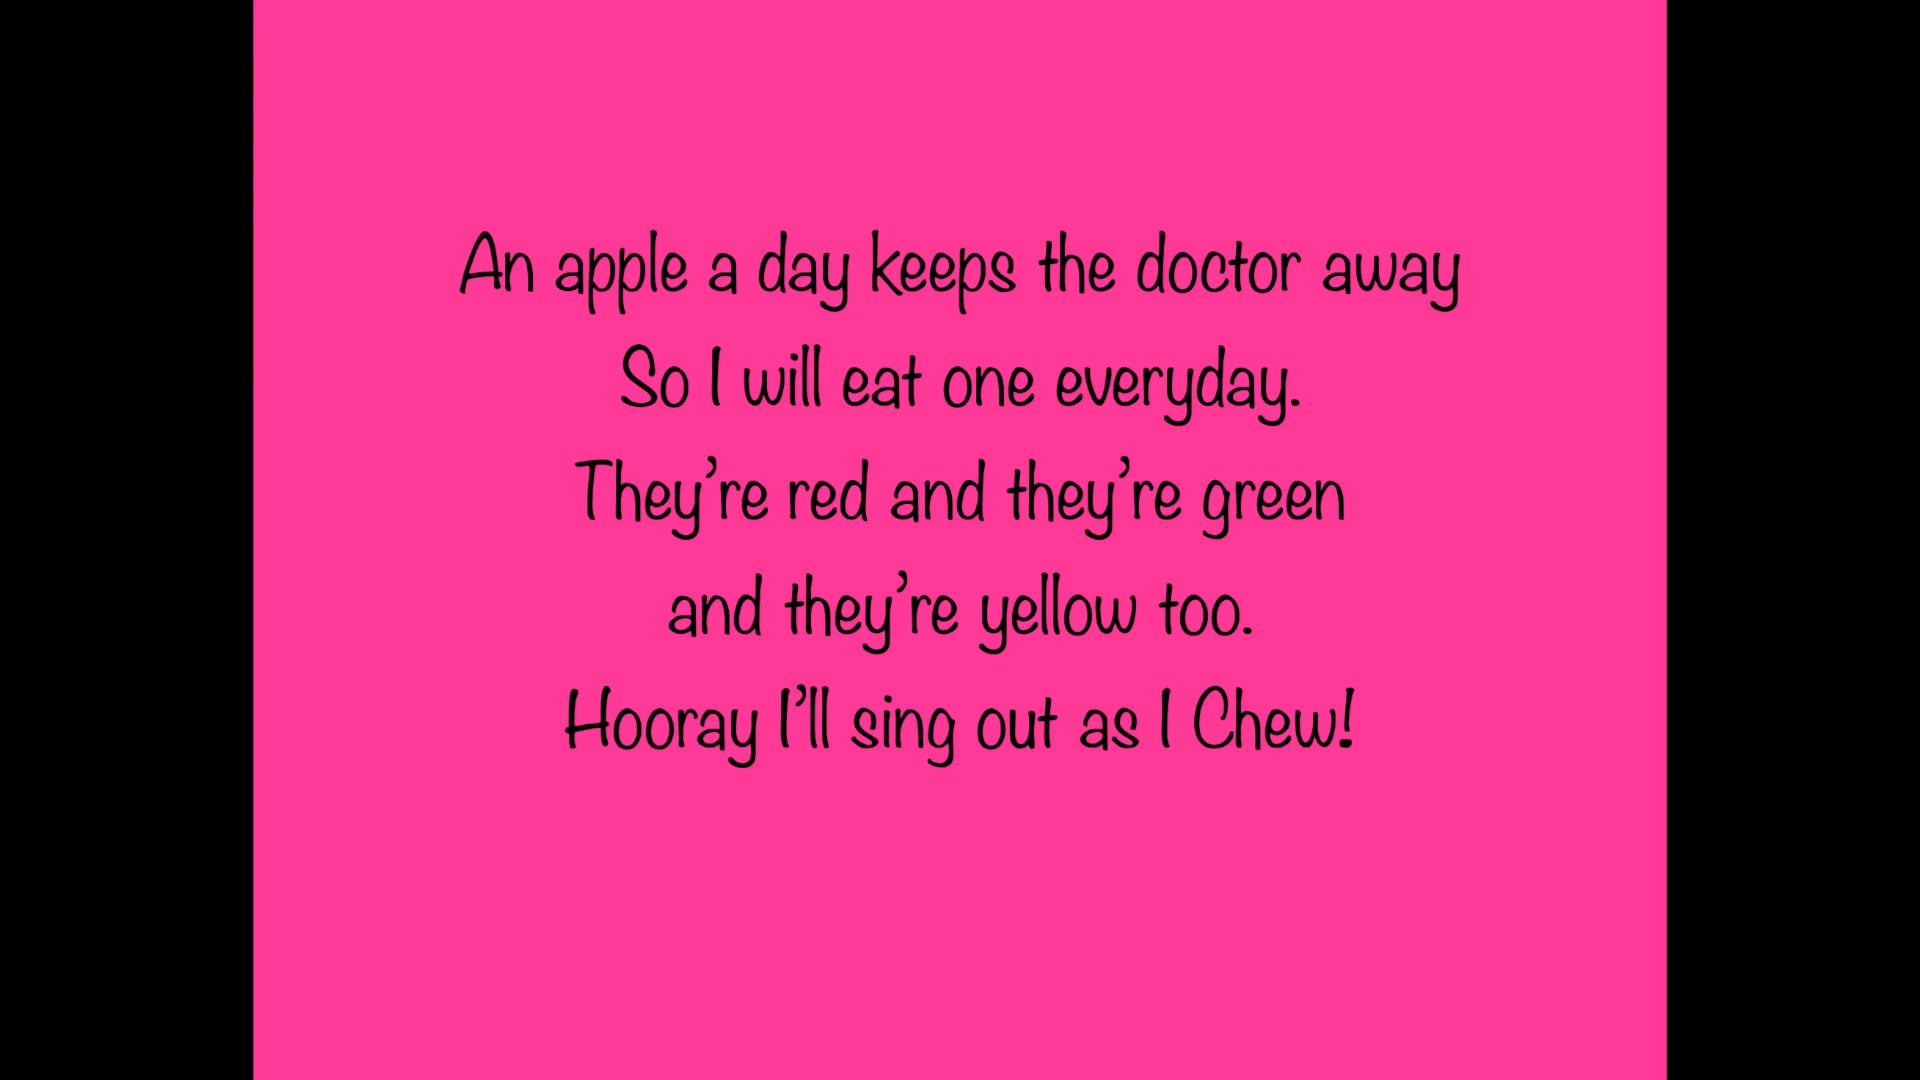 An apple a day keeps the doctor away
So I will eat one everyday.
They’re red and they’re green
and they’re yellow too.
Hooray I’ll sing out as I Chew!